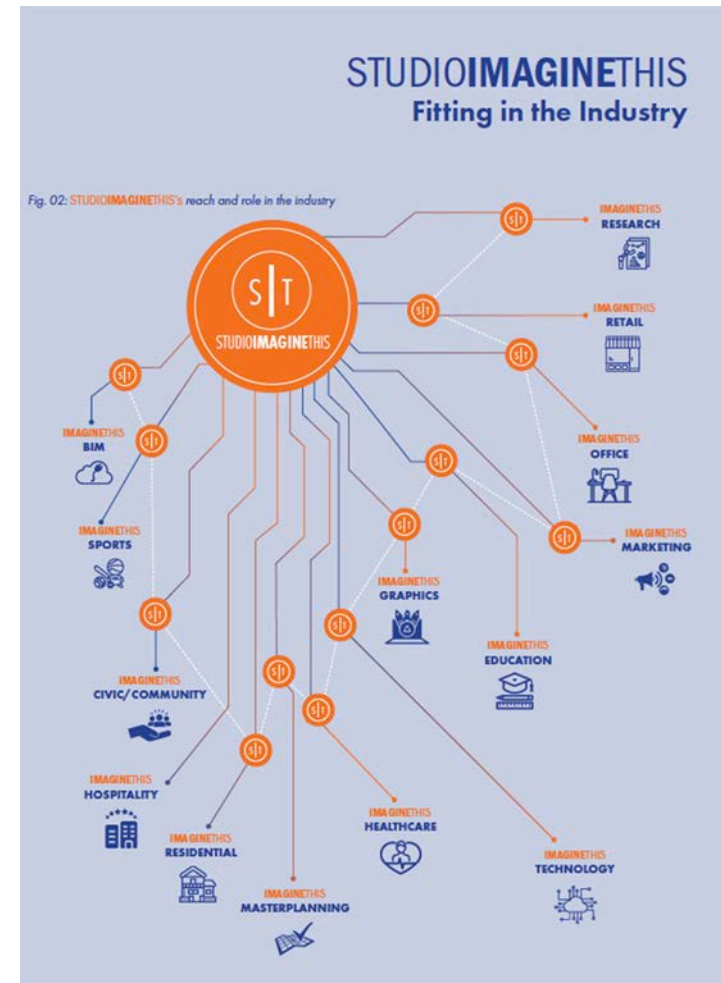 STUDIOIMAGINETHIS
Fitting in the Industry
Fig. 02: STUDIOIMAGINETHIS's reach and role in the industry
S|T
STUDIOIMAGINETHIS
S|T
IMAGINETHIS
RESEARCH
S|T
IMAGINETHIS
RETAIL
S|T
IMAGINETHIS
OFFICE
S|T
IMAGINETHIS
BIM
S|T
IMAGINETHIS
SPORTS
S|T
S|T
IMAGINETHIS
MARKETING
S|T
IMAGINETHIS
GRAPHICS
IMAGINETHIS
EDUCATION
S|T
IMAGINETHIS
CIVIC/COMMUNITY
S|T
S|T
S|T
S|T
IMAGINETHIS
HOSPITALITY
IMAGINETHIS
RESIDENTIAL
IMAGINETHIS
MASTERPLANNING
IMAGINETHIS
HEALTHCARE
IMAGINETHIS
TECHNOLOGY